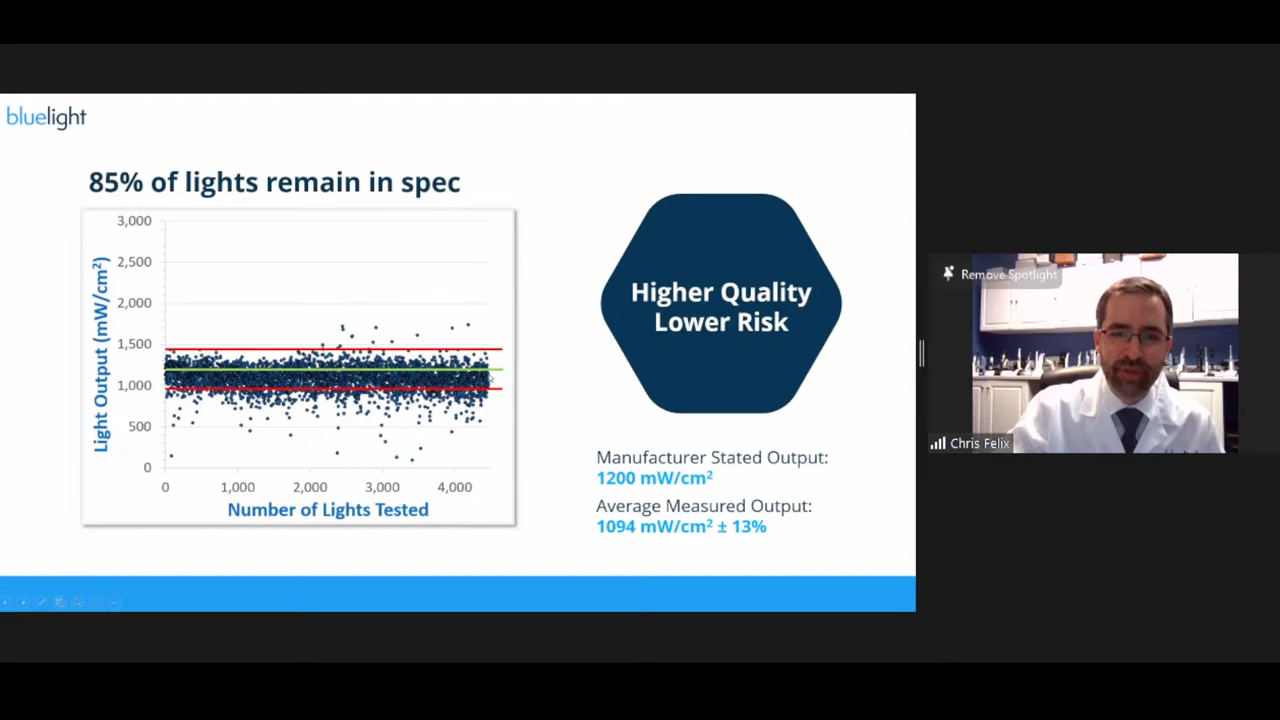 bluelight
85% of lights remain in spec
3,000
2,500
2,000
1,500
1,000
500
0
Light Output (mW/cm²)
0 1,000 2,000 3,000 4,000
Number of Lights Tested
Higher Quality
Lower Risk
Manufacturer Stated Output:
1200 mW/cm²
Average Measured Output:
1094 mW/cm² ± 13%
Remove Spotlight
Chris Felix